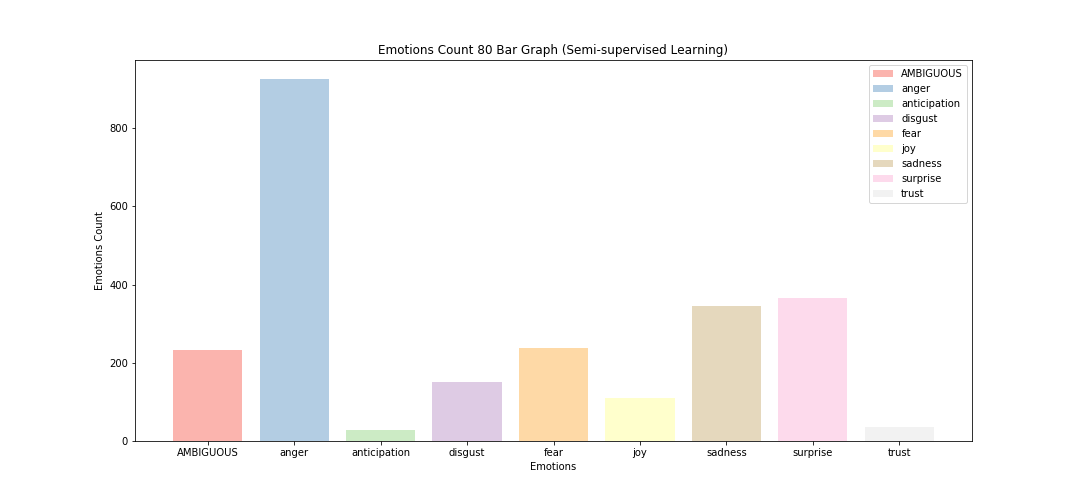 Emotions Count 80 Bar Graph (Semi-supervised Learning)
AMBIGUOUS
anger
anticipation
disgust
fear
joy
sadness
surprise
trust
Emotions Count
800
600
400
200
0
AMBIGUOUS anger anticipation disgust fear joy sadness surprise trust
Emotions